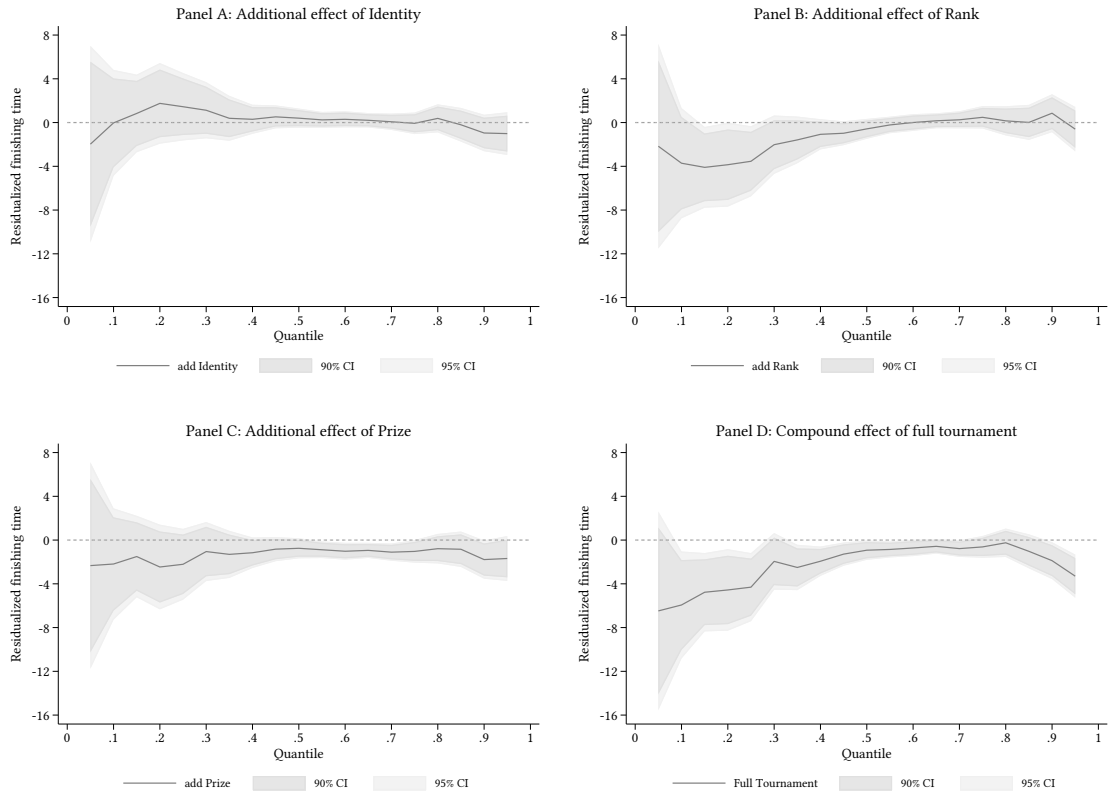 Panel A: Additional effect of Identity
Residualized finishing time
8
4
0
-4
-8
-12
-16
0 .1 .2 .3 .4 .5 .6 .7 .8 .9 1
Quantile
add Identity 90% CI 95% CI
Panel B: Additional effect of Rank
Residualized finishing time
8
4
0
-4
-8
-12
-16
0 .1 .2 .3 .4 .5 .6 .7 .8 .9 1
Quantile
add Rank 90% CI 95% CI
Panel C: Additional effect of Prize
Residualized finishing time
8
4
0
-4
-8
-12
-16
0 .1 .2 .3 .4 .5 .6 .7 .8 .9 1
Quantile
add Prize 90% CI 95% CI
Panel D: Compound effect of full tournament
Residualized finishing time
8
4
0
-4
-8
-12
-16
0 .1 .2 .3 .4 .5 .6 .7 .8 .9 1
Quantile
Full Tournament 90% CI 95% CI